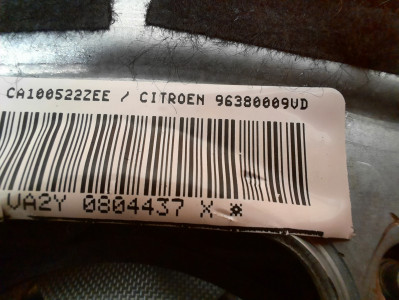 CA100522ZEE / CITROEN 96380009VD
VA2Y 0804437 X *